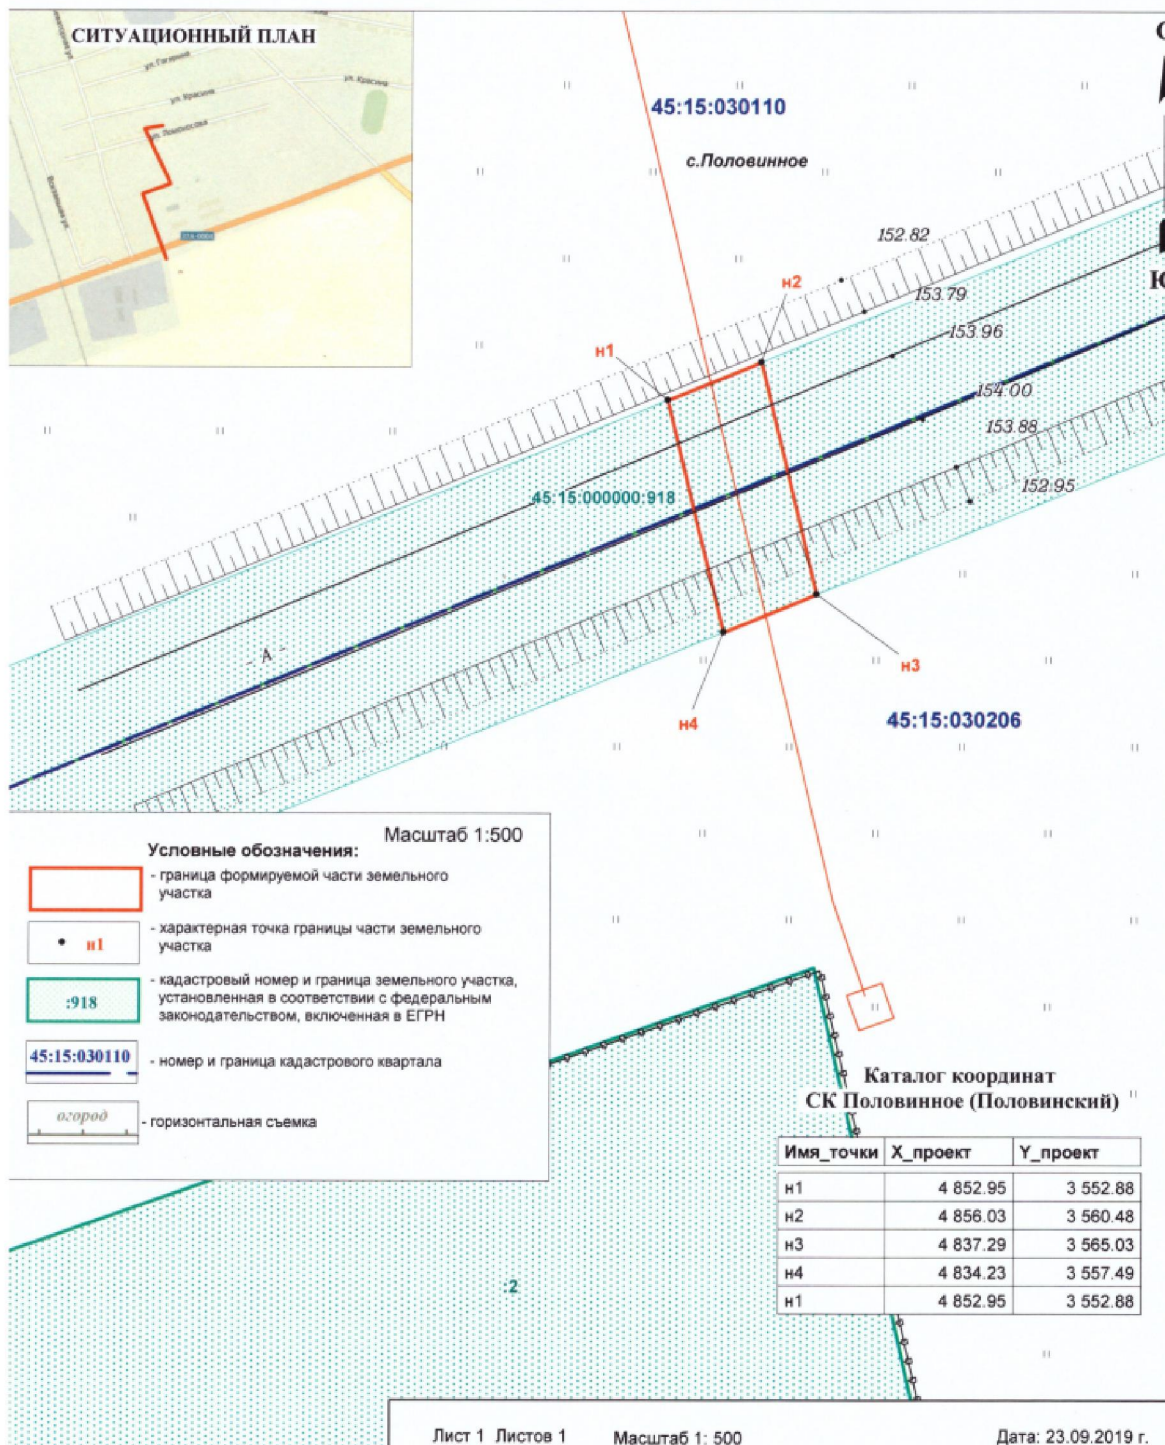 СИТУАЦИОННЫЙ ПЛАН
ул. Гагарина
ул. Красина
ул. Красина
ул. Ломоносова
Вокзальная ул.
45:15:030110
с.Половинное
С
Ю
152.82
153.79
153.96
154.00
153.88
152.95
н1
н2
45:15:000000:918
А
н3
н4
45:15:030206
Масштаб 1:500
Условные обозначения:
- граница формируемой части земельного
участка
н1
- характерная точка границы части земельного
участка
:918
- кадастровый номер и граница земельного участка,
установленная в соответствии с федеральным
законодательством, включенная в ЕГРН
45:15:030110
- номер и граница кадастрового квартала
огород
- горизонтальная съемка
Каталог координат
СК Половинное (Половинский)
Имя_точки X_проект Y_проект
н1 4 852.95 3 552.88
н2 4 856.03 3 560.48
н3 4 837.29 3 565.03
н4 4 834.23 3 557.49
н1 4 852.95 3 552.88
:2
Лист 1 Листов 1 Масштаб 1: 500 Дата: 23.09.2019 г.